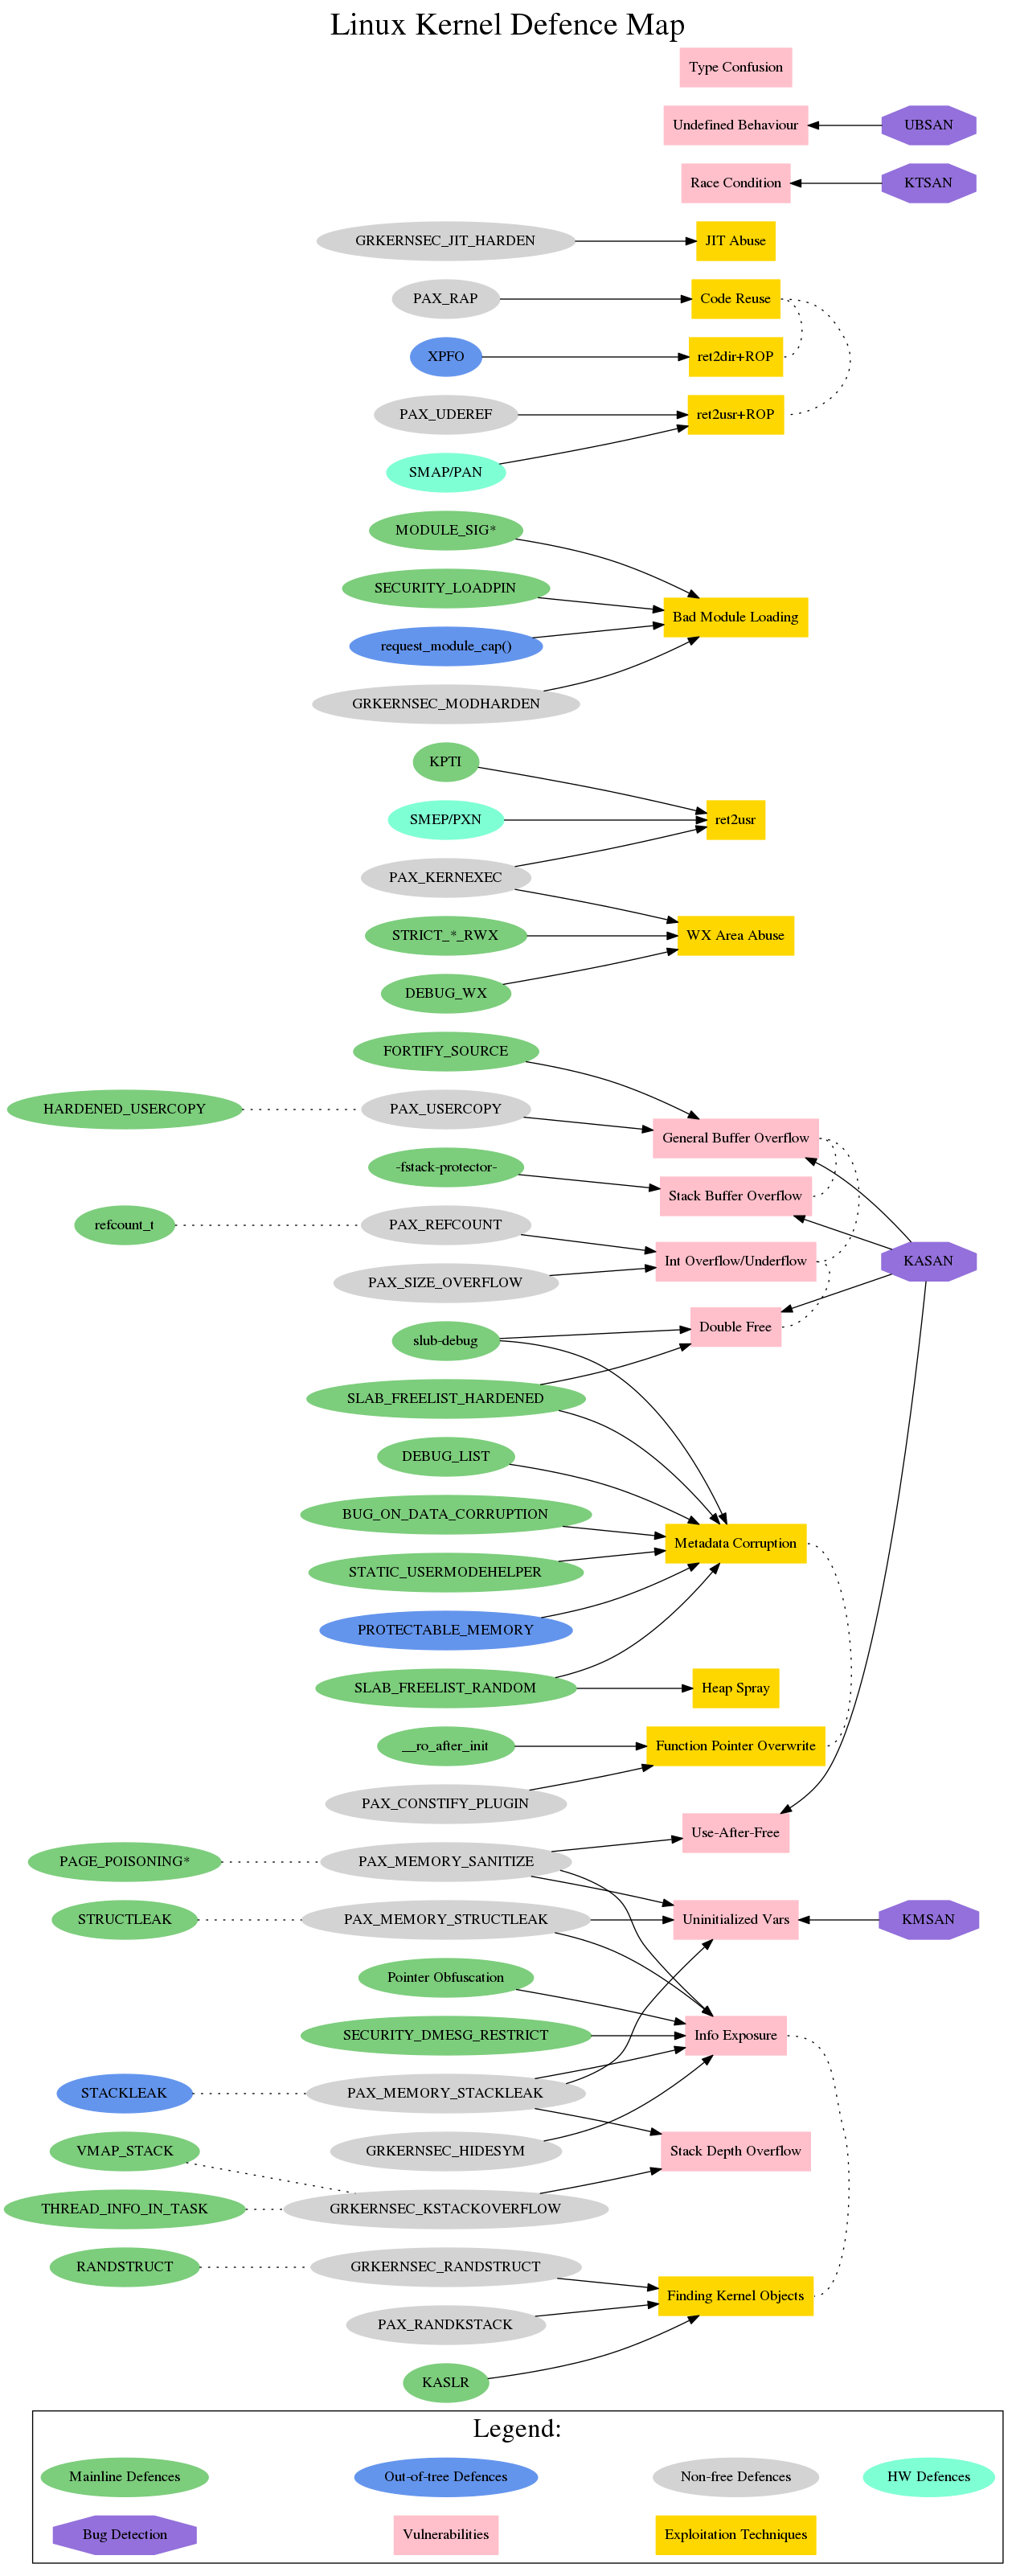 Linux Kernel Defence Map
Type Confusion
Undefined Behaviour
UBSAN
Race Condition
KTSAN
GRKERNSEC_JIT_HARDEN
JIT Abuse
PAX_RAP
Code Reuse
XPFO
ret2dir+ROP
PAX_UDEREF
ret2usr+ROP
SMAP/PAN
MODULE_SIG*
SECURITY_LOADPIN
Bad Module Loading
request_module_cap()
GRKERNSEC_MODHARDEN
KPTI
SMEP/PXN
ret2usr
PAX_KERNEXEC
STRICT_*_RWX
WX Area Abuse
DEBUG_WX
FORTIFY_SOURCE
HARDENED_USERCOPY
PAX_USERCOPY
General Buffer Overflow
-fstack-protector-
Stack Buffer Overflow
refcount_t
PAX_REFCOUNT
Int Overflow/Underflow
KASAN
PAX_SIZE_OVERFLOW
Double Free
slub-debug
SLAB_FREELIST_HARDENED
DEBUG_LIST
BUG_ON_DATA_CORRUPTION
Metadata Corruption
STATIC_USERMODEHELPER
PROTECTABLE_MEMORY
SLAB_FREELIST_RANDOM
Heap Spray
__ro_after_init
Function Pointer Overwrite
PAX_CONSTIFY_PLUGIN
Use-After-Free
PAGE_POISONING*
PAX_MEMORY_SANITIZE
STRUCTLEAK
PAX_MEMORY_STRUCTLEAK
Uninitialized Vars
KMSAN
Pointer Obfuscation
SECURITY_DMESG_RESTRICT
Info Exposure
STACKLEAK
PAX_MEMORY_STACKLEAK
VMAP_STACK
GRKERNSEC_HIDESYM
Stack Depth Overflow
THREAD_INFO_IN_TASK
GRKERNSEC_KSTACKOVERFLOW
RANDSTRUCT
GRKERNSEC_RANDSTRUCT
Finding Kernel Objects
PAX_RANDKSTACK
KASLR
Legend:
Mainline Defences
Out-of-tree Defences
Non-free Defences
HW Defences
Bug Detection
Vulnerabilities
Exploitation Techniques